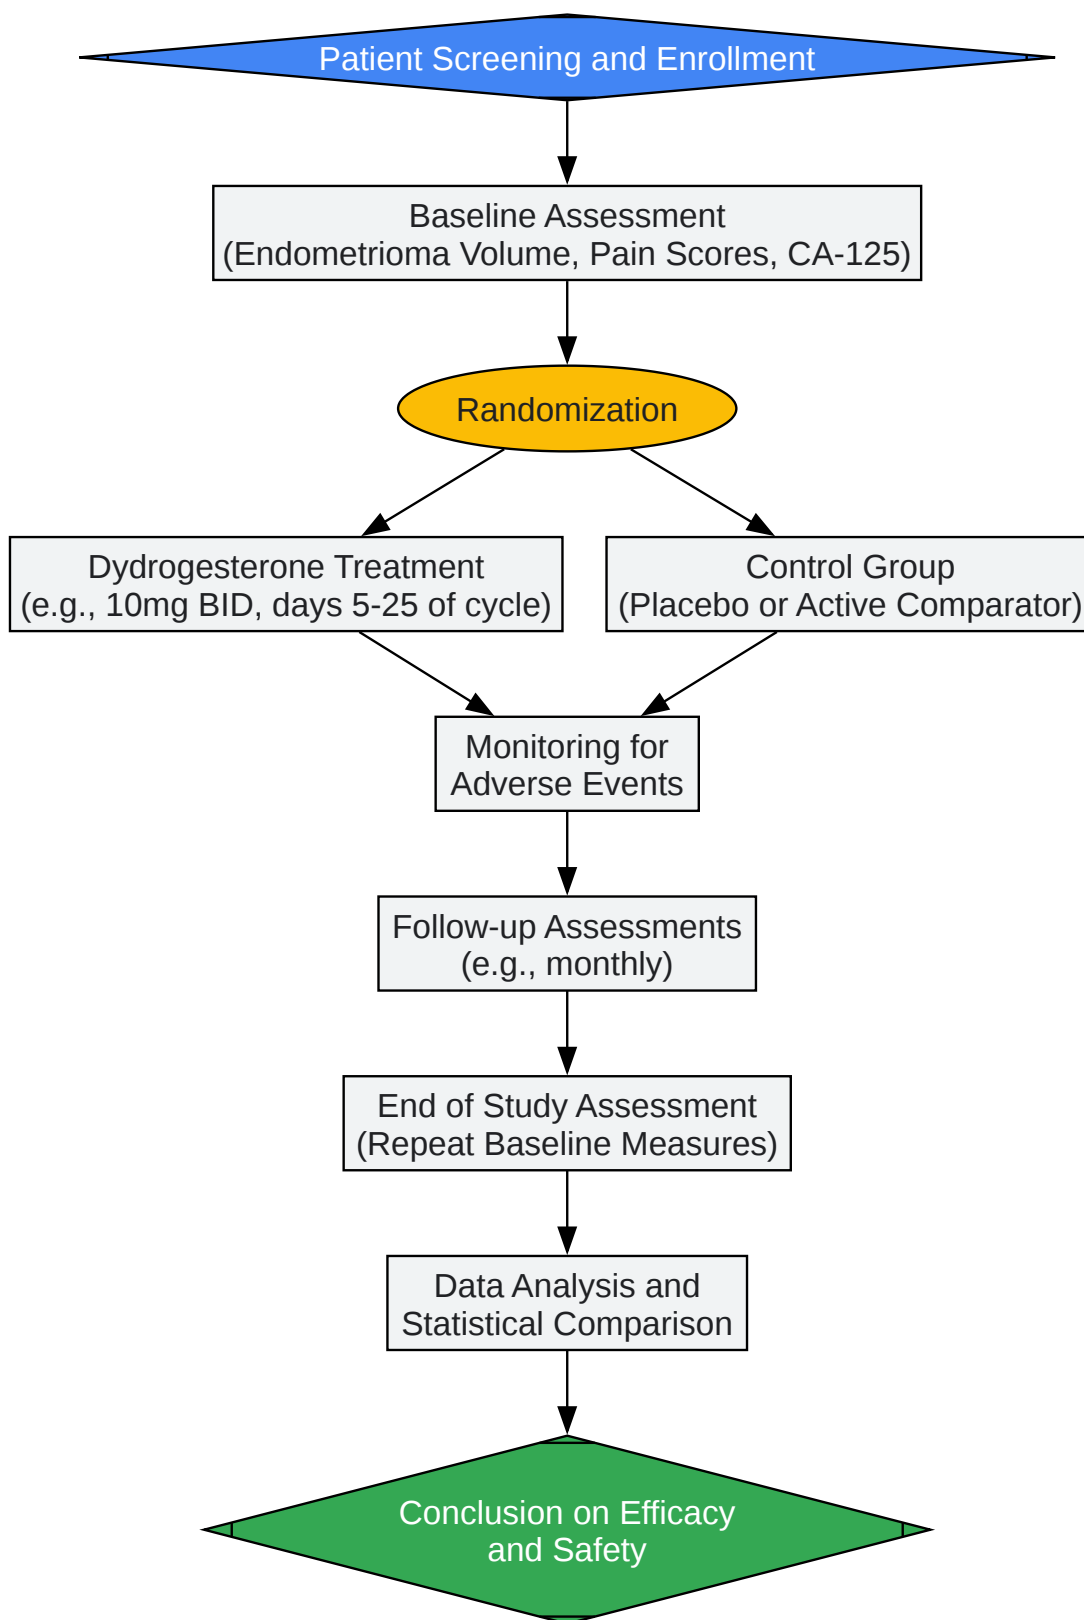 Patient Screening and Enrollment
Baseline Assessment
(Endometrioma Volume, Pain Scores, CA-125)
Randomization
Dydrogesterone Treatment
(e.g., 10mg BID, days 5-25 of cycle)
Control Group
(Placebo or Active Comparator)
Monitoring for
Adverse Events
Follow-up Assessments
(e.g., monthly)
End of Study Assessment
(Repeat Baseline Measures)
Data Analysis and
Statistical Comparison
Conclusion on Efficacy
and Safety